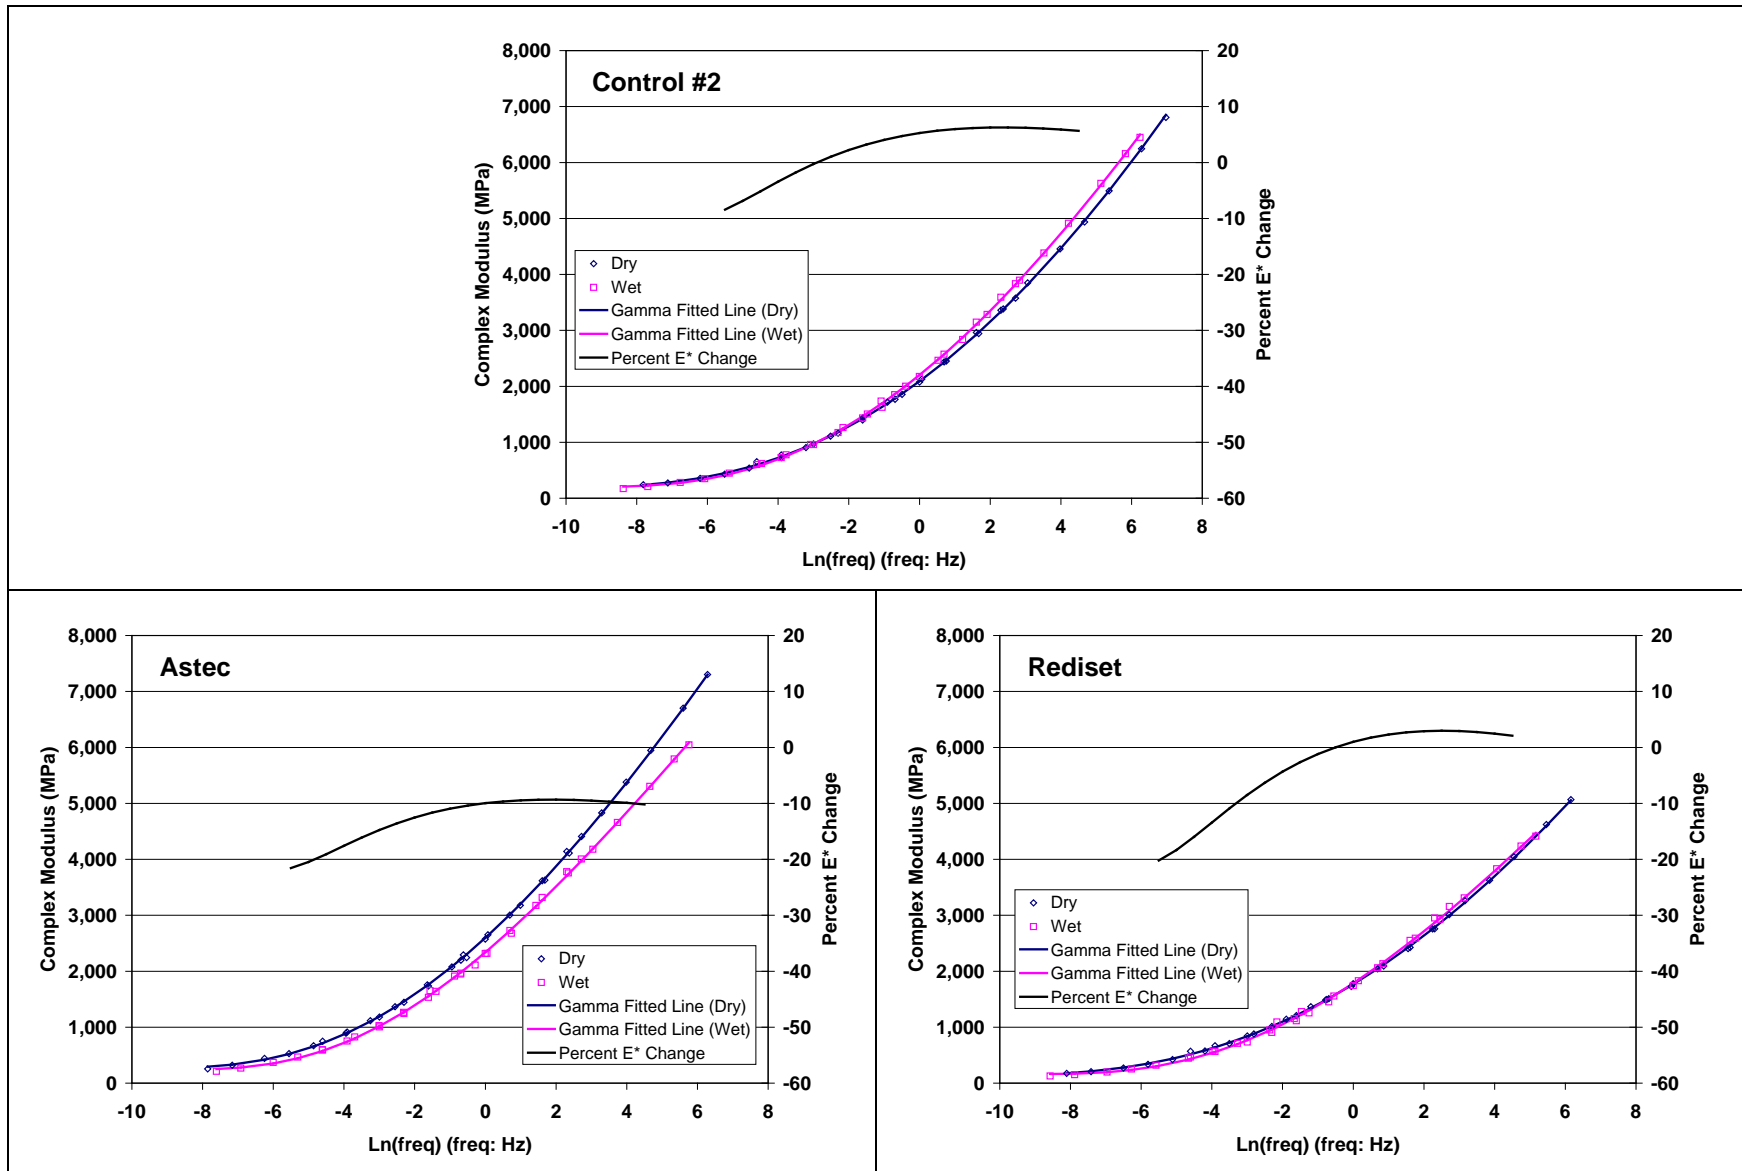 Control #2
8,000
7,000
6,000
5,000
4,000
3,000
2,000
1,000
0
Complex Modulus (MPa)
20
10
0
-10
-20
-30
-40
-50
-60
Percent E* Change
Dry
Wet
Gamma Fitted Line (Dry)
Gamma Fitted Line (Wet)
Percent E* Change
-10 -8 -6 -4 -2 0 2 4 6 8
Ln(freq) (freq: Hz)
Astec
8,000
7,000
6,000
5,000
4,000
3,000
2,000
1,000
0
Complex Modulus (MPa)
20
10
0
-10
-20
-30
-40
-50
-60
Percent E* Change
Dry
Wet
Gamma Fitted Line (Dry)
Gamma Fitted Line (Wet)
Percent E* Change
-10 -8 -6 -4 -2 0 2 4 6 8
Ln(freq) (freq: Hz)
Rediset
8,000
7,000
6,000
5,000
4,000
3,000
2,000
1,000
0
Complex Modulus (MPa)
20
10
0
-10
-20
-30
-40
-50
-60
Percent E* Change
Dry
Wet
Gamma Fitted Line (Dry)
Gamma Fitted Line (Wet)
Percent E* Change
-10 -8 -6 -4 -2 0 2 4 6 8
Ln(freq) (freq: Hz)